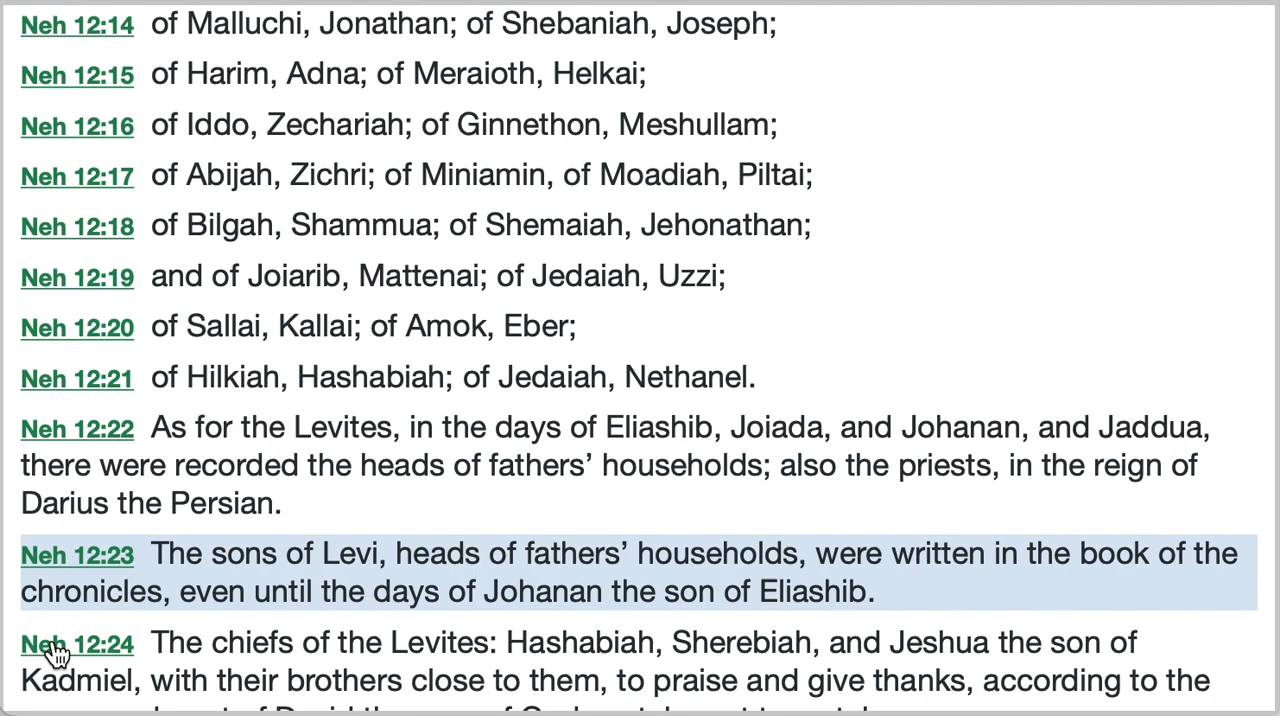 Neh 12:14 of Malluchi, Jonathan; of Shebaniah, Joseph;
Neh 12:15 of Harim, Adna; of Meraioth, Helkai;
Neh 12:16 of Iddo, Zechariah; of Ginnethon, Meshullam;
Neh 12:17 of Abijah, Zichri; of Miniamin, of Moadiah, Piltai;
Neh 12:18 of Bilgah, Shammua; of Shemaiah, Jehonathan;
Neh 12:19 and of Joiarib, Mattenai; of Jedaiah, Uzzi;
Neh 12:20 of Sallai, Kallai; of Amok, Eber;
Neh 12:21 of Hilkiah, Hashabiah; of Jedaiah, Nethanel.
Neh 12:22 As for the Levites, in the days of Eliashib, Joiada, and Johanan, and Jaddua,
there were recorded the heads of fathers’ households; also the priests, in the reign of
Darius the Persian.
Neh 12:23 The sons of Levi, heads of fathers’ households, were written in the book of the
chronicles, even until the days of Johanan the son of Eliashib.
Neh 12:24 The chiefs of the Levites: Hashabiah, Sherebiah, and Jeshua the son of
Kadmiel, with their brothers close to them, to praise and give thanks, according to the